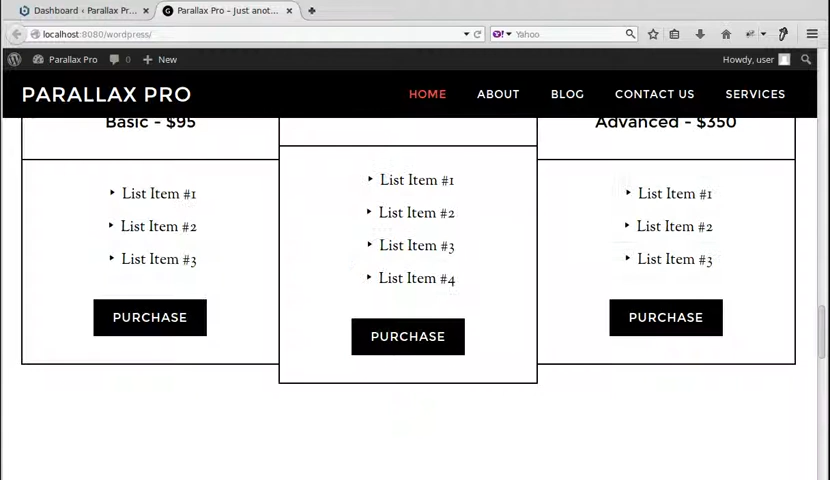 Dashboard ‹ Parallax Pr...
Parallax Pro – Just anot...
localhost:8080/wordpress/
Yahoo
Parallax Pro
0
New
Howdy, user
PARALLAX PRO
HOME
ABOUT
BLOG
CONTACT US
SERVICES
Basic - $95
List Item #1
List Item #2
List Item #3
PURCHASE
List Item #1
List Item #2
List Item #3
List Item #4
PURCHASE
Advanced - $350
List Item #1
List Item #2
List Item #3
PURCHASE